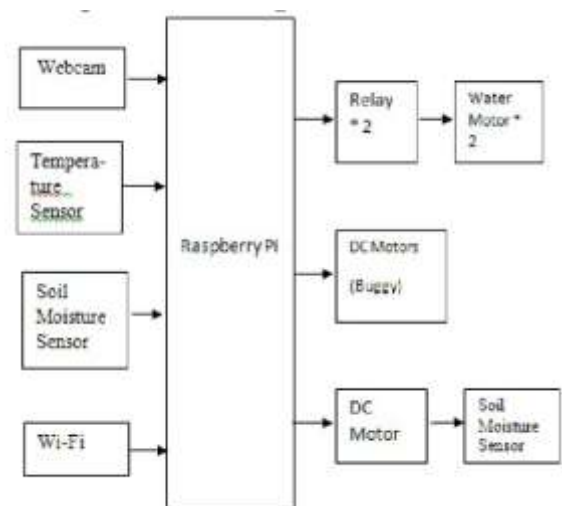 Webcam
Tempera-
ture
Sensor
Soil
Moisture
Sensor
Wi-Fi
Raspberry Pi
Relay
* 2
Water
Motor *
2
DC Motors
(Buggy)
DC
Motor
Soil
Moisture
Sensor